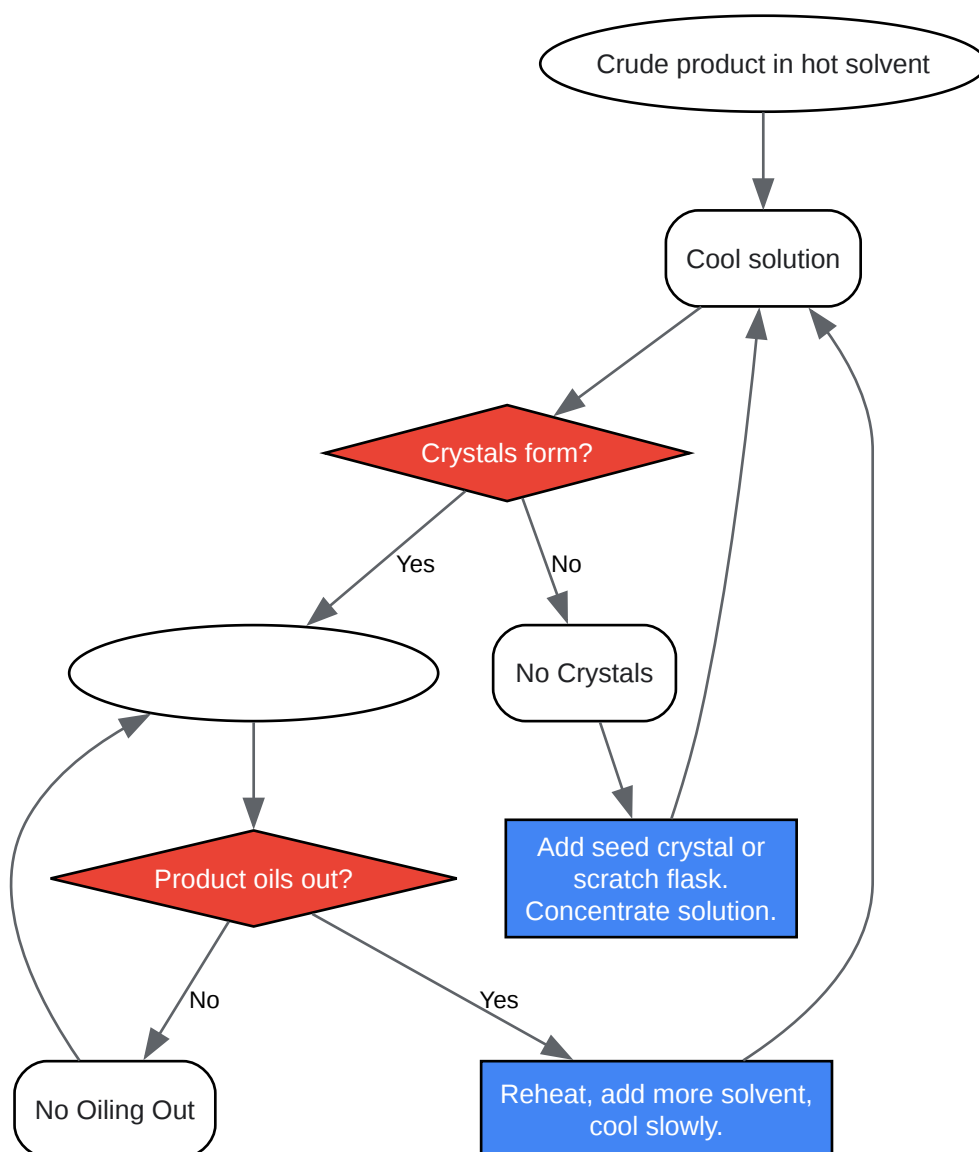 Crude product in hot solvent
Cool solution
Crystals form?
Yes
No
No Crystals
Add seed crystal or
scratch flask.
Concentrate solution.
Product oils out?
No
Yes
No Oiling Out
Reheat, add more solvent,
cool slowly.